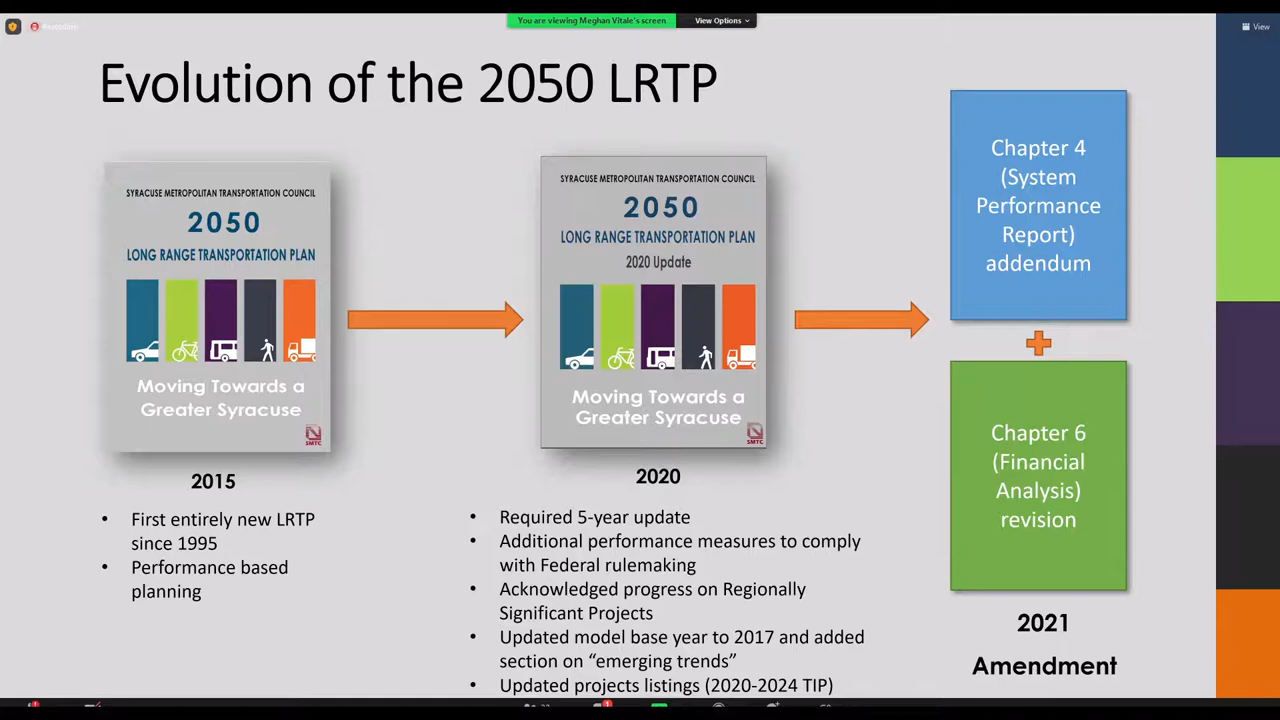 You are viewing Meghan Vitale's screen
View Options
View
Evolution of the 2050 LRTP
SYRACUSE METROPOLITAN TRANSPORTATION COUNCIL
2050
LONG RANGE TRANSPORTATION PLAN
Moving Towards a
Greater Syracuse
SMTC
2015
• First entirely new LRTP
since 1995
• Performance based
planning
SYRACUSE METROPOLITAN TRANSPORTATION COUNCIL
2050
LONG RANGE TRANSPORTATION PLAN
2020 Update
Moving Towards a
Greater Syracuse
SMTC
2020
• Required 5-year update
• Additional performance measures to comply
with Federal rulemaking
• Acknowledged progress on Regionally
Significant Projects
• Updated model base year to 2017 and added
section on “emerging trends”
• Updated projects listings (2020-2024 TIP)
Chapter 4
(System
Performance
Report)
addendum
Chapter 6
(Financial
Analysis)
revision
2021
Amendment